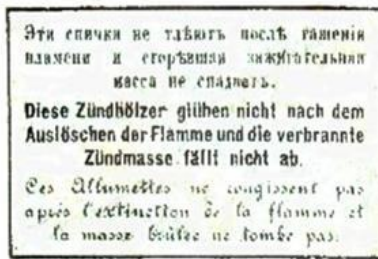 Эти спички не тлѣютъ послѣ гашенія
пламени и сгорѣвшая зажигательная
масса не спадаетъ.
Diese Zündhölzer glühen nicht nach dem
Auslöschen der Flamme und die verbrannte
Zündmasse fällt nicht ab.
Ces Allumettes ne rougissent pas
après l'extinction de la flamme et
la masse brûlée ne tombe pas.